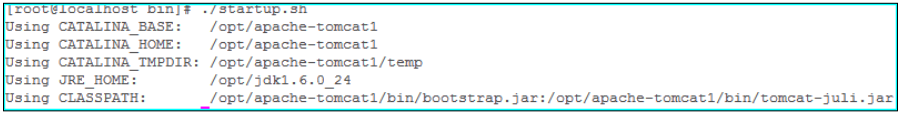 [root@localhost bin]# ./startup.sh
Using CATALINA_BASE:   /opt/apache-tomcat1
Using CATALINA_HOME:   /opt/apache-tomcat1
Using CATALINA_TMPDIR: /opt/apache-tomcat1/temp
Using JRE_HOME:        /opt/jdk1.6.0_24
Using CLASSPATH:       /opt/apache-tomcat1/bin/bootstrap.jar:/opt/apache-tomcat1/bin/tomcat-juli.jar